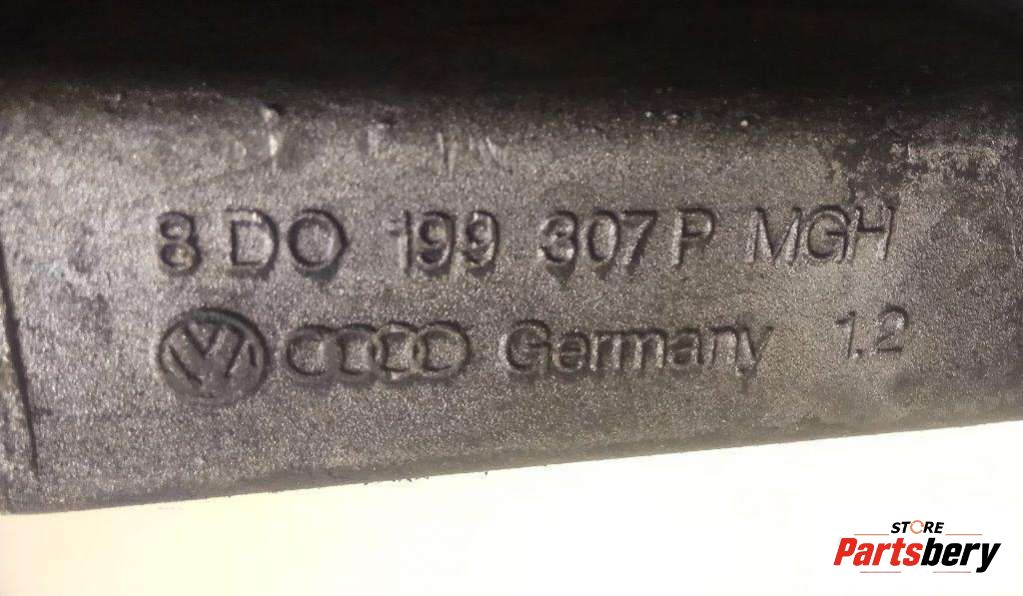 8D0 199 307 P MGH
Germany 1.2
STORE
Partsbery